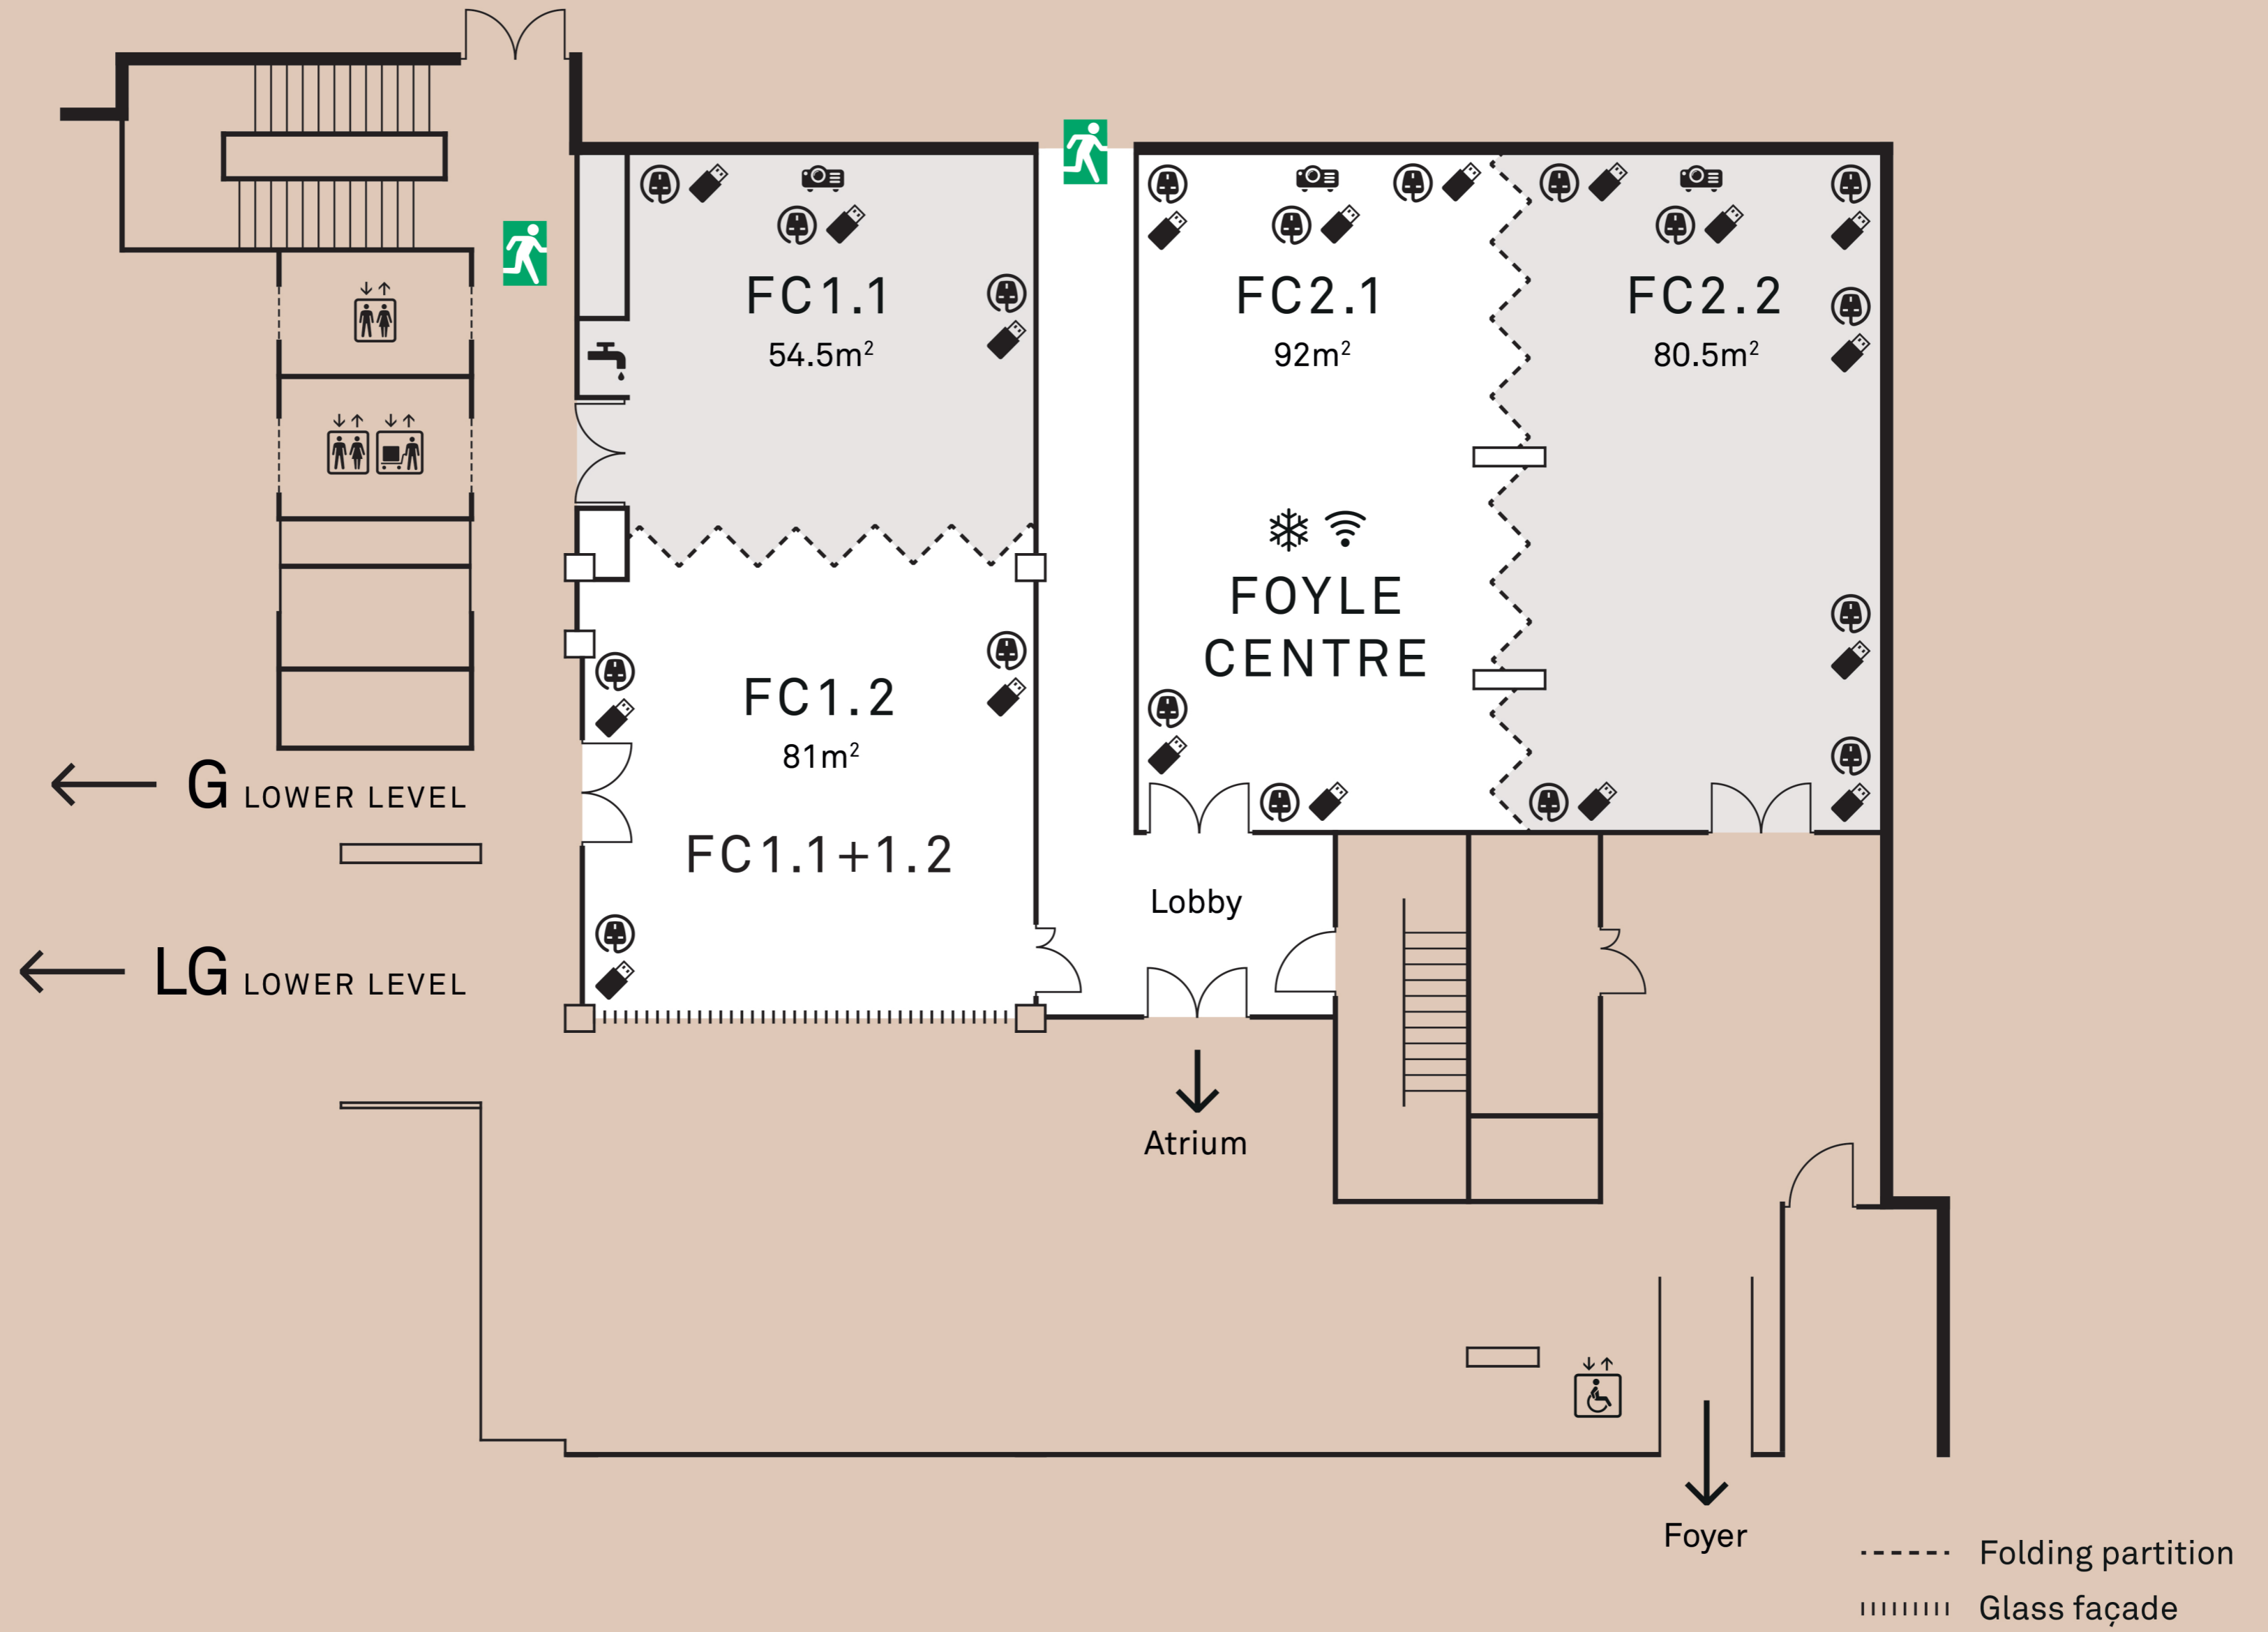 FC1.1
54.5m²
FC2.1
92m²
FC2.2
80.5m²
FOYLE
CENTRE
FC1.2
81m²
FC1.1+1.2
G LOWER LEVEL
LG LOWER LEVEL
Lobby
Atrium
Foyer
Folding partition
Glass façade